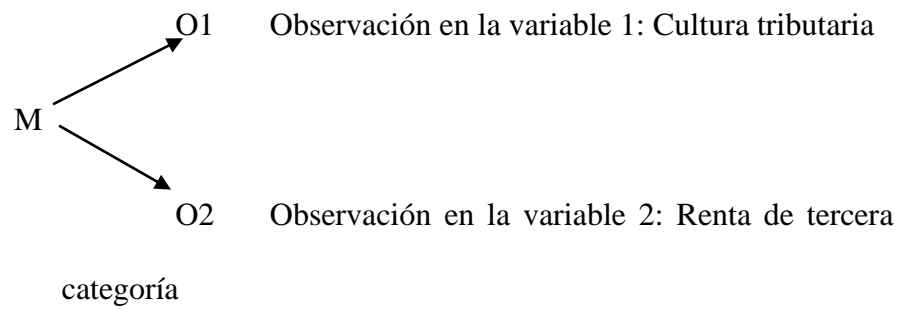 O1 Observación en la variable 1: Cultura tributaria
M
O2 Observación en la variable 2: Renta de tercera
categoría